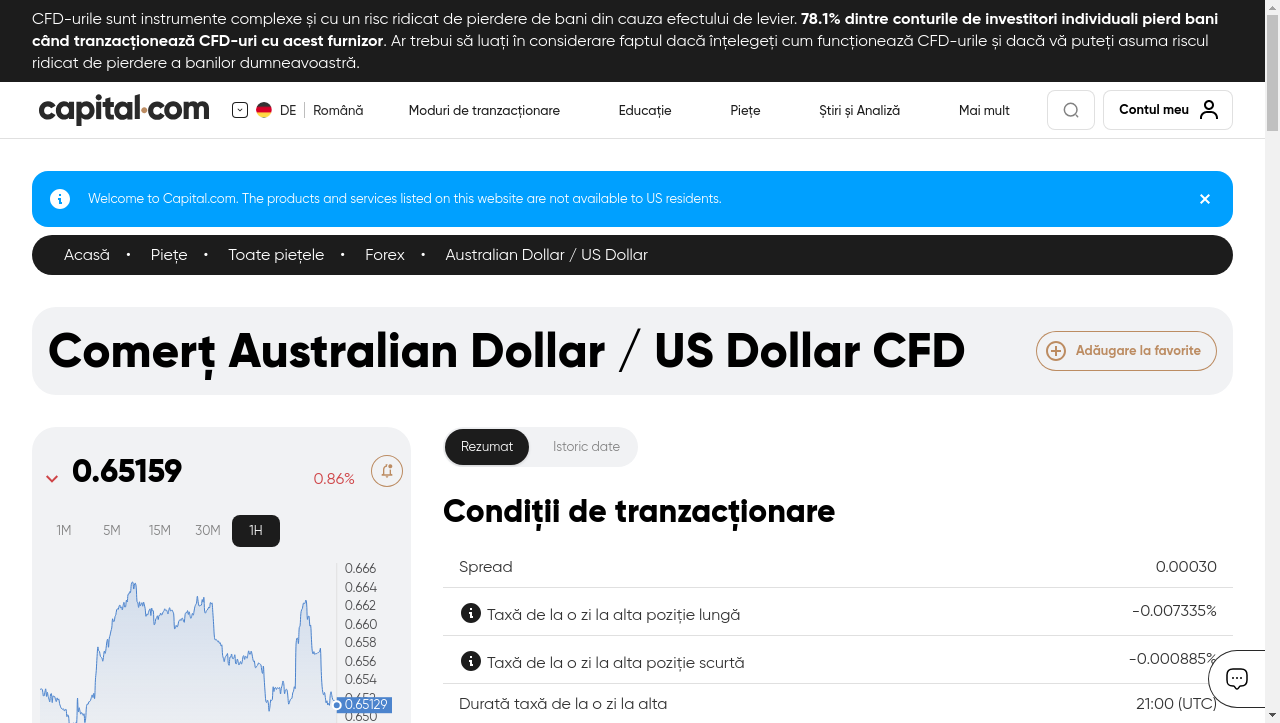 CFD-urile sunt instrumente complexe și cu un risc ridicat de pierdere de bani din cauza efectului de levier. 78.1% dintre conturile de investitori individuali pierd bani
când tranzacționează CFD-uri cu acest furnizor. Ar trebui să luați în considerare faptul dacă înțelegeți cum funcționează CFD-urile și dacă vă puteți asuma riscul
ridicat de pierdere a banilor dumneavoastră.
capital.com DE Română Moduri de tranzacționare Educație Piețe Știri și Analiză Mai mult Contul meu
Welcome to Capital.com. The products and services listed on this website are not available to US residents.
Acasă • Piețe • Toate piețele • Forex • Australian Dollar / US Dollar
Comerț Australian Dollar / US Dollar CFD
Adăugare la favorite
0.65159 0.86%
1M 5M 15M 30M 1H
0.666
0.664
0.662
0.660
0.658
0.656
0.654
0.652
0.65129
0.650
Rezumat Istoric date
Condiții de tranzacționare
Spread 0.00030
Taxă de la o zi la alta poziție lungă -0.007335%
Taxă de la o zi la alta poziție scurtă -0.000885%
Durată taxă de la o zi la alta 21:00 (UTC)